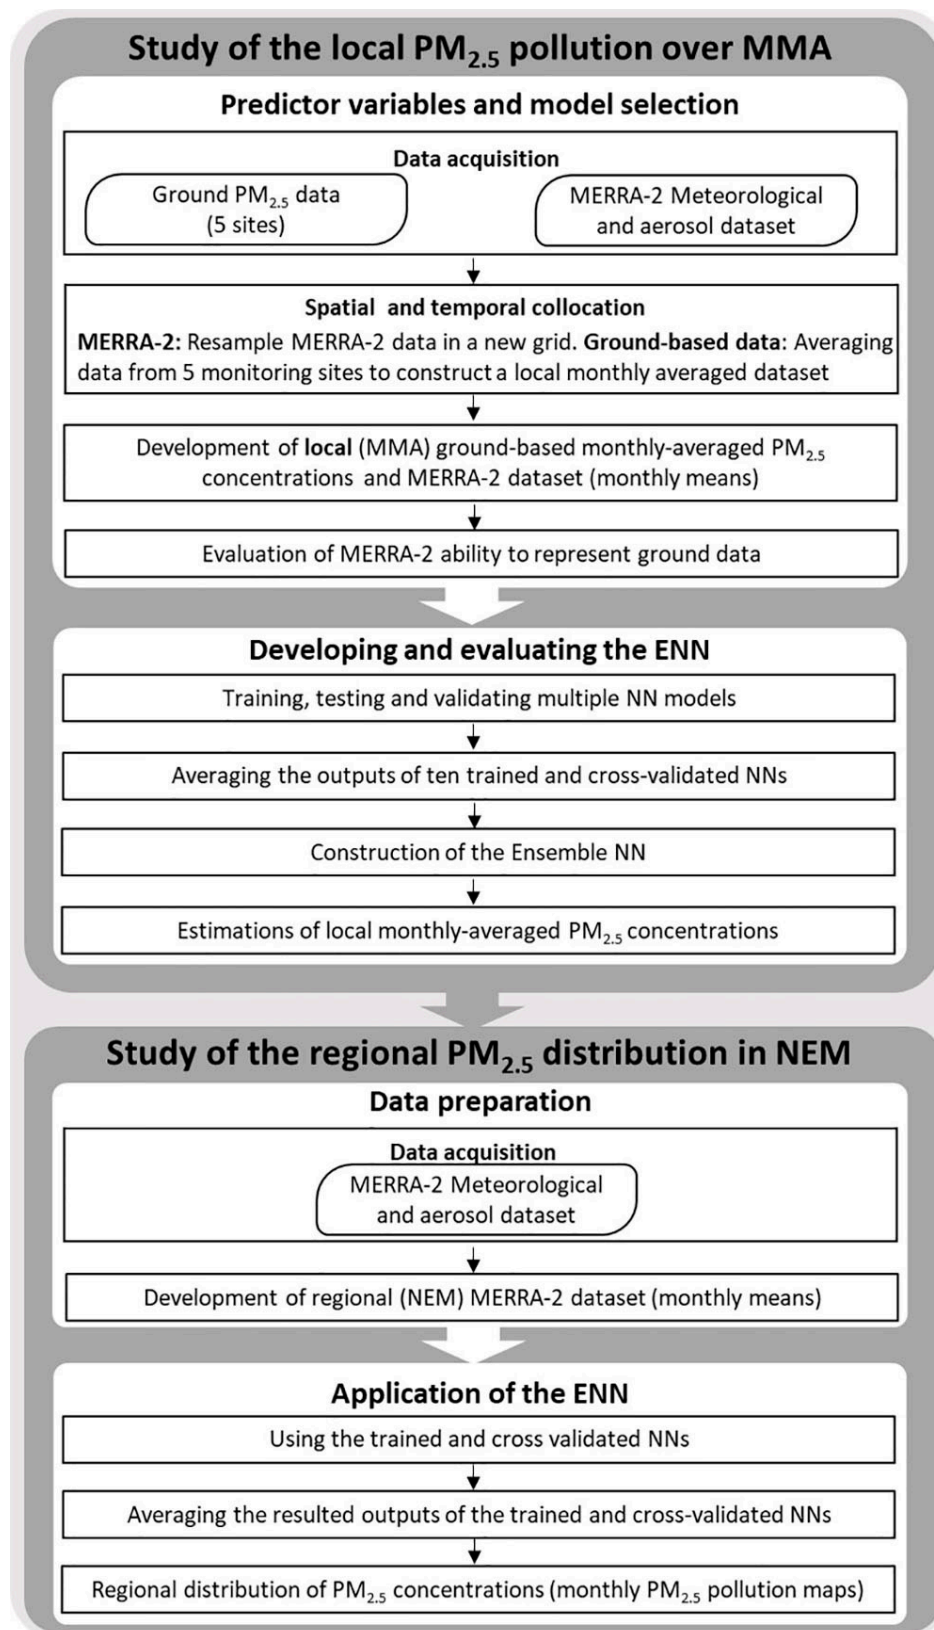 Study of the local PM2.5 pollution over MMA
Predictor variables and model selection
Data acquisition
Ground PM2.5 data
(5 sites)
MERRA-2 Meteorological
and aerosol dataset
Spatial and temporal collocation
MERRA-2: Resample MERRA-2 data in a new grid. Ground-based data: Averaging
data from 5 monitoring sites to construct a local monthly averaged dataset
Development of local (MMA) ground-based monthly-averaged PM2.5
concentrations and MERRA-2 dataset (monthly means)
Evaluation of MERRA-2 ability to represent ground data
Developing and evaluating the ENN
Training, testing and validating multiple NN models
Averaging the outputs of ten trained and cross-validated NNs
Construction of the Ensemble NN
Estimations of local monthly-averaged PM2.5 concentrations
Study of the regional PM2.5 distribution in NEM
Data preparation
Data acquisition
MERRA-2 Meteorological
and aerosol dataset
Development of regional (NEM) MERRA-2 dataset (monthly means)
Application of the ENN
Using the trained and cross validated NNs
Averaging the resulted outputs of the trained and cross-validated NNs
Regional distribution of PM2.5 concentrations (monthly PM2.5 pollution maps)